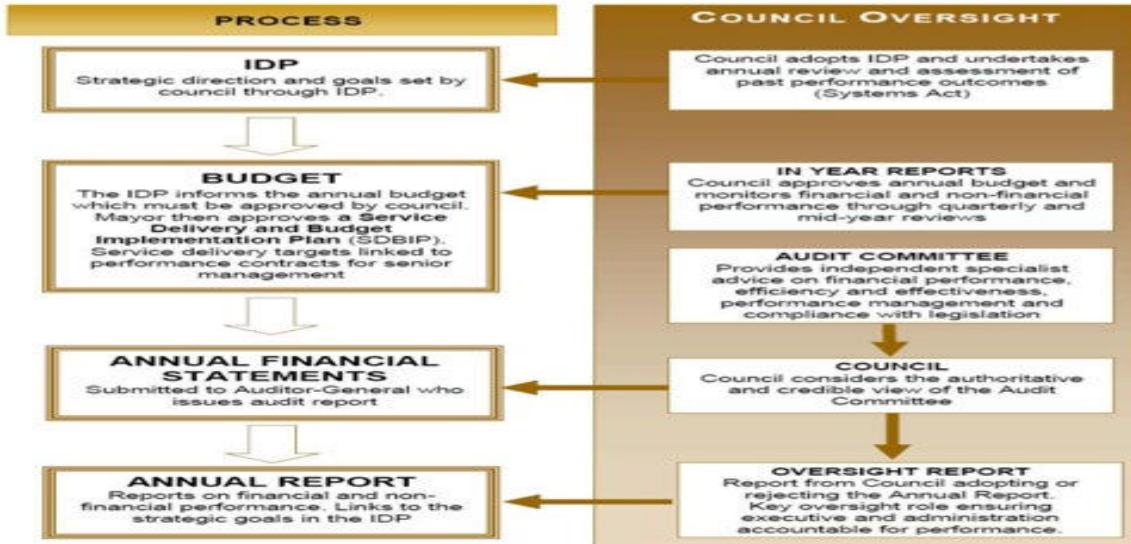 PROCESS
IDP
Strategic direction and goals set by
council through IDP.
BUDGET
The IDP informs the annual budget
which must be approved by council.
Mayor then approves a Service
Delivery and Budget
Implementation Plan (SDBIP).
Service delivery targets linked to
performance contracts for senior
management
ANNUAL FINANCIAL
STATEMENTS
Submitted to Auditor-General who
issues audit report
ANNUAL REPORT
Reports on financial and non-
financial performance. Links to the
strategic goals in the IDP
COUNCIL OVERSIGHT
Council adopts IDP and undertakes
annual review and assessment of
past performance outcomes
(Systems Act)
IN YEAR REPORTS
Council approves annual budget and
monitors financial and non-financial
performance through quarterly and
mid-year reviews
AUDIT COMMITTEE
Provides independent specialist
advice on financial performance,
efficiency and effectiveness,
performance management and
compliance with legislation
COUNCIL
Council considers the authoritative
and credible view of the Audit
Committee
OVERSIGHT REPORT
Report from Council adopting or
rejecting the Annual Report.
Key oversight role ensuring
executive and administration
accountable for performance.